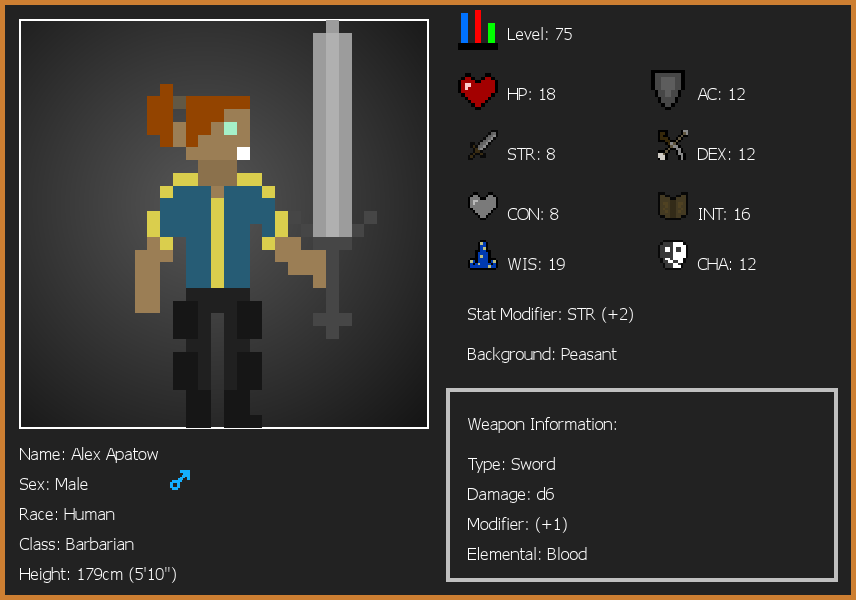 Level: 75
HP: 18
AC: 12
STR: 8
DEX: 12
CON: 8
INT: 16
WIS: 19
CHA: 12
Stat Modifier: STR (+2)
Background: Peasant
Weapon Information:
Type: Sword
Damage: d6
Modifier: (+1)
Elemental: Blood
Name: Alex Apatow
Sex: Male
Race: Human
Class: Barbarian
Height: 179cm (5'10")